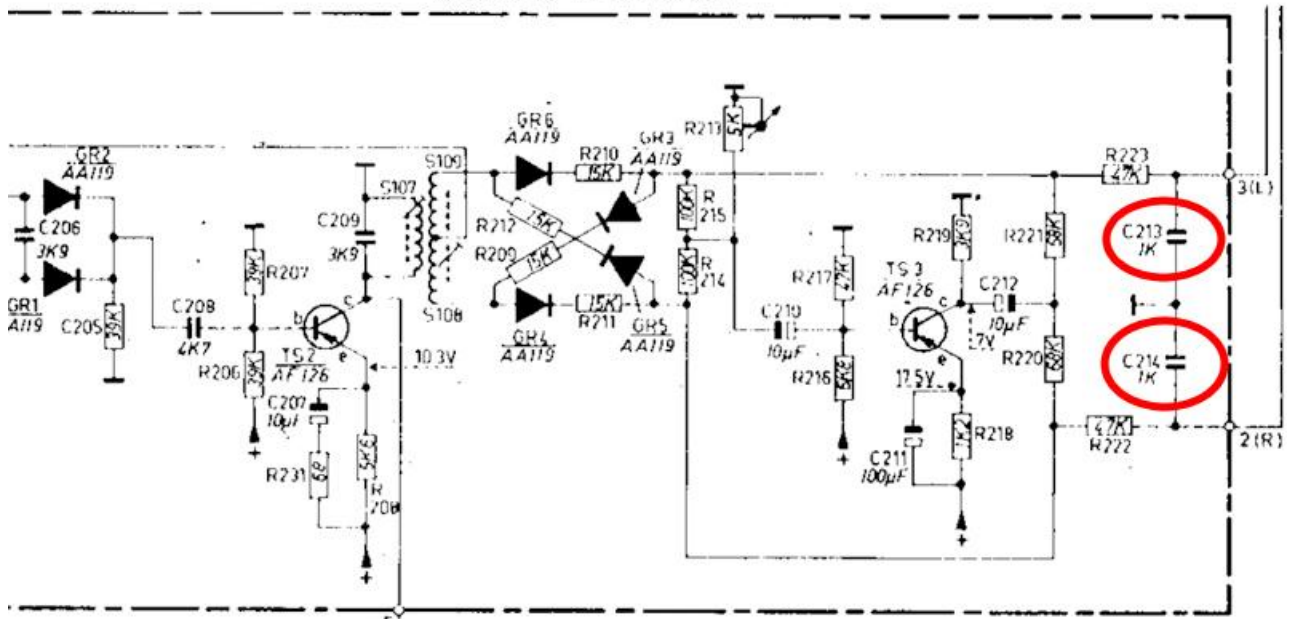 GR2
AA119
C206
3K9
GR1
C205
39K
C208
4K7
R207
39K
R206
39K
b
c
e
TS2
AF126
C207
10µF
R231
68
5K6
R
208
10.3V
C209
3K9
S107
S109
S108
GR6
AA119
R210
15K
GR3
AA119
R212
15K
R209
15K
GR4
AA119
R211
15K
GR5
AA119
R213
5K
100K
R
215
100K
R
214
C210
10µF
R217
47K
R216
6K8
TS3
AF126
b
c
e
R219
3K9
C212
10µF
17.5V
C211
100µF
R218
1K2
R221
68K
R220
68K
R223
47K
R222
47K
C213
1K
C214
1K
3(L)
2(R)
+
+
+
+